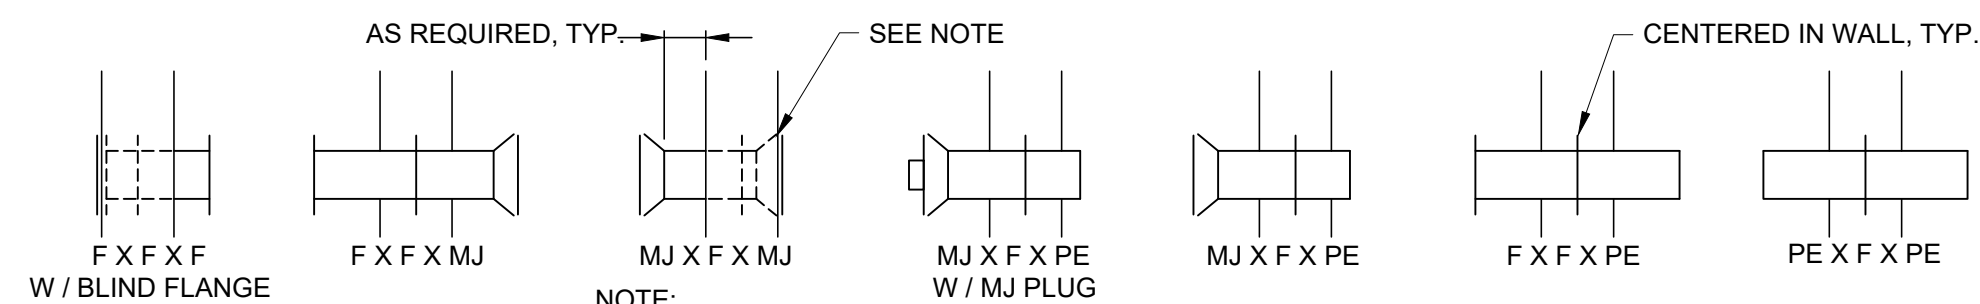 AS REQUIRED, TYP.
SEE NOTE
CENTERED IN WALL, TYP.
F X F X F
W / BLIND FLANGE
F X F X MJ
MJ X F X MJ
MJ X F X PE
W / MJ PLUG
MJ X F X PE
F X F X PE
PE X F X PE
NOTE: